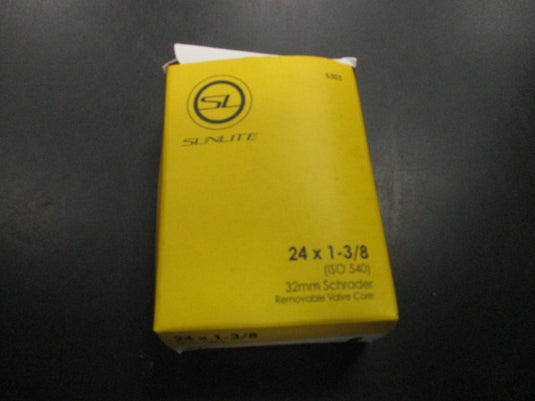 6303
SL
SUNLITE
24 x 1-3/8
(ISO 540)
32mm Schrader
Removable Valve Core
24 x 1-3/8